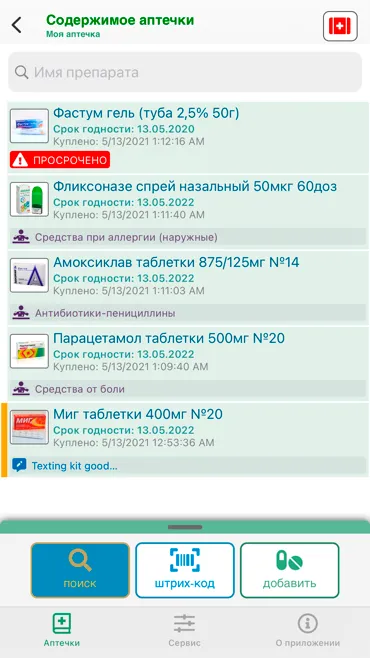 Содержимое аптечки
Моя аптечка
Имя препарата
Фастум гель (туба 2,5% 50г)
Срок годности: 13.05.2020
Куплено: 5/13/2021 1:12:16 AM
ПРОСРОЧЕНО
Фликсоназе спрей назальный 50мкг 60доз
Срок годности: 13.05.2022
Куплено: 5/13/2021 1:11:40 AM
Средства при аллергии (наружные)
Амоксиклав таблетки 875/125мг №14
Срок годности: 13.05.2022
Куплено: 5/13/2021 1:11:03 AM
Антибиотики-пенициллины
Парацетамол таблетки 500мг №20
Срок годности: 13.05.2022
Куплено: 5/13/2021 1:09:40 AM
Средства от боли
МИГ
Миг таблетки 400мг №20
Срок годности: 13.05.2022
Куплено: 5/13/2021 12:53:36 AM
Texting kit good...
поиск
штрих-код
добавить
Аптечки
Сервис
О приложении